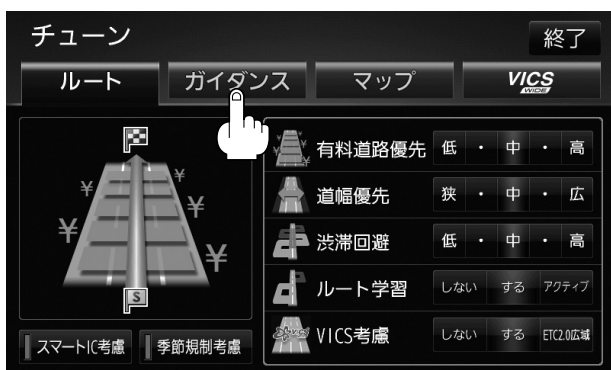 チューン 終了
ルート ガイダンス マップ VICS WIDE
有料道路優先 低 ・ 中 ・ 高
道幅優先 狭 ・ 中 ・ 広
渋滞回避 低 ・ 中 ・ 高
ルート学習 しない する アクティブ
VICS考慮 しない する ETC2.0広域
¥ ¥ ¥ ¥ ¥
S
スマートIC考慮 季節規制考慮